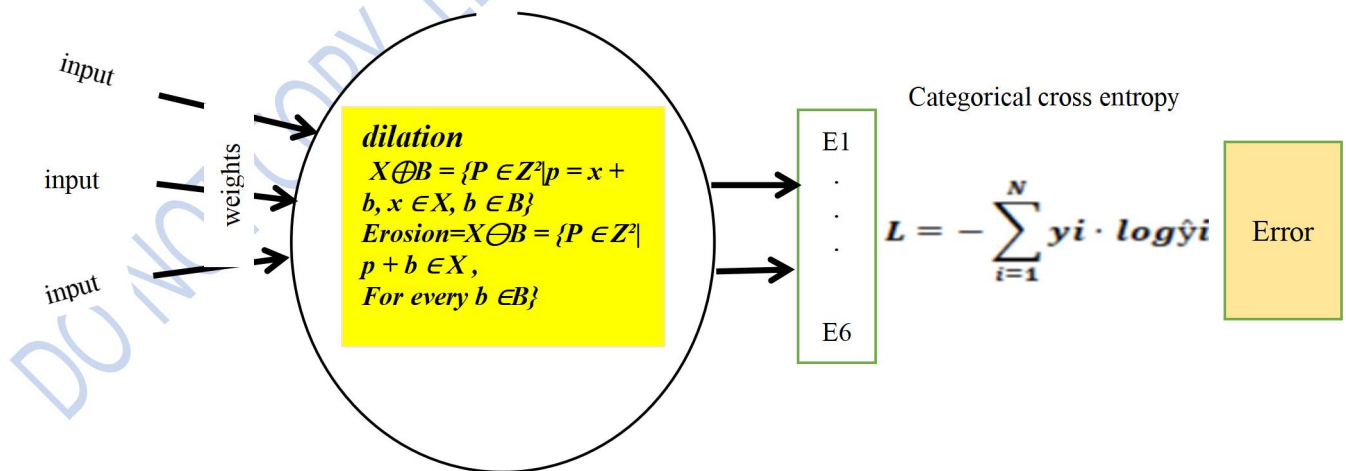 input
input
input
weights
dilation
X⨁B = {P ∈ Z²|p = x +
b, x ∈ X, b ∈ B}
Erosion=X⊖B = {P ∈ Z²|
p + b ∈ X ,
For every b ∈B}
E1
.
.
.
E6
Categorical cross entropy
L = − ∑ᵢ₌₁ᴺ yi · logŷi
Error
DO NOT COPY